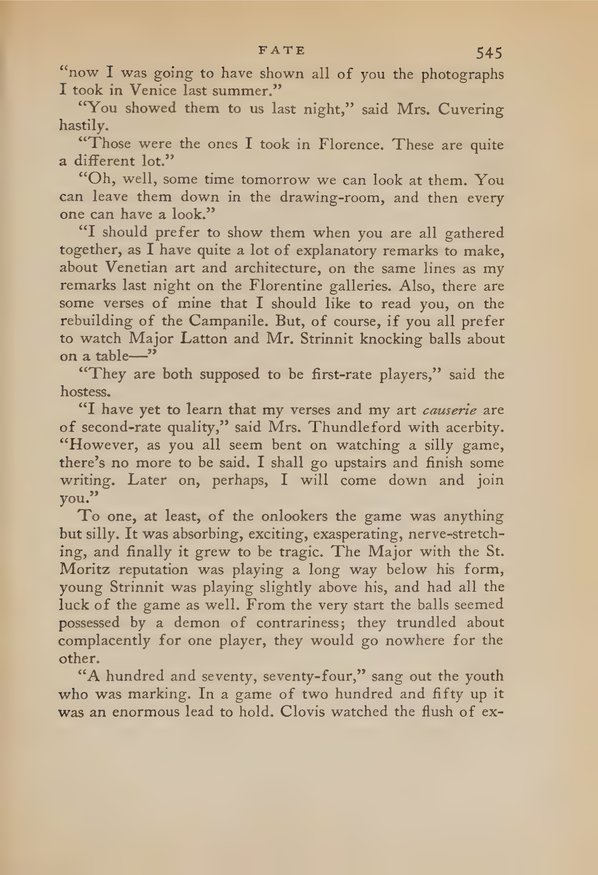 FATE 545
“now I was going to have shown all of you the photographs
I took in Venice last summer.”
“You showed them to us last night,” said Mrs. Cuvering
hastily.
“Those were the ones I took in Florence. These are quite
a different lot.”
“Oh, well, some time tomorrow we can look at them. You
can leave them down in the drawing-room, and then every
one can have a look.”
“I should prefer to show them when you are all gathered
together, as I have quite a lot of explanatory remarks to make,
about Venetian art and architecture, on the same lines as my
remarks last night on the Florentine galleries. Also, there are
some verses of mine that I should like to read you, on the
rebuilding of the Campanile. But, of course, if you all prefer
to watch Major Latton and Mr. Strinnit knocking balls about
on a table—”
“They are both supposed to be first-rate players,” said the
hostess.
“I have yet to learn that my verses and my art causerie are
of second-rate quality,” said Mrs. Thundleford with acerbity.
“However, as you all seem bent on watching a silly game,
there’s no more to be said. I shall go upstairs and finish some
writing. Later on, perhaps, I will come down and join
you.”
To one, at least, of the onlookers the game was anything
but silly. It was absorbing, exciting, exasperating, nerve-stretch-
ing, and finally it grew to be tragic. The Major with the St.
Moritz reputation was playing a long way below his form,
young Strinnit was playing slightly above his, and had all the
luck of the game as well. From the very start the balls seemed
possessed by a demon of contrariness; they trundled about
complacently for one player, they would go nowhere for the
other.
“A hundred and seventy, seventy-four,” sang out the youth
who was marking. In a game of two hundred and fifty up it
was an enormous lead to hold. Clovis watched the flush of ex-